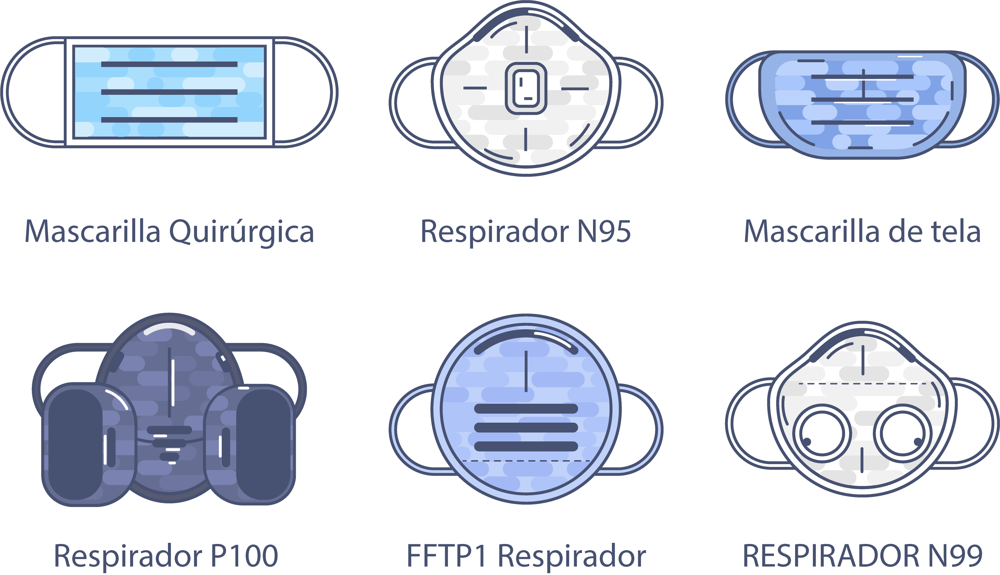 Mascarilla Quirúrgica
Respirador N95
Mascarilla de tela
Respirador P100
FFTP1 Respirador
RESPIRADOR N99